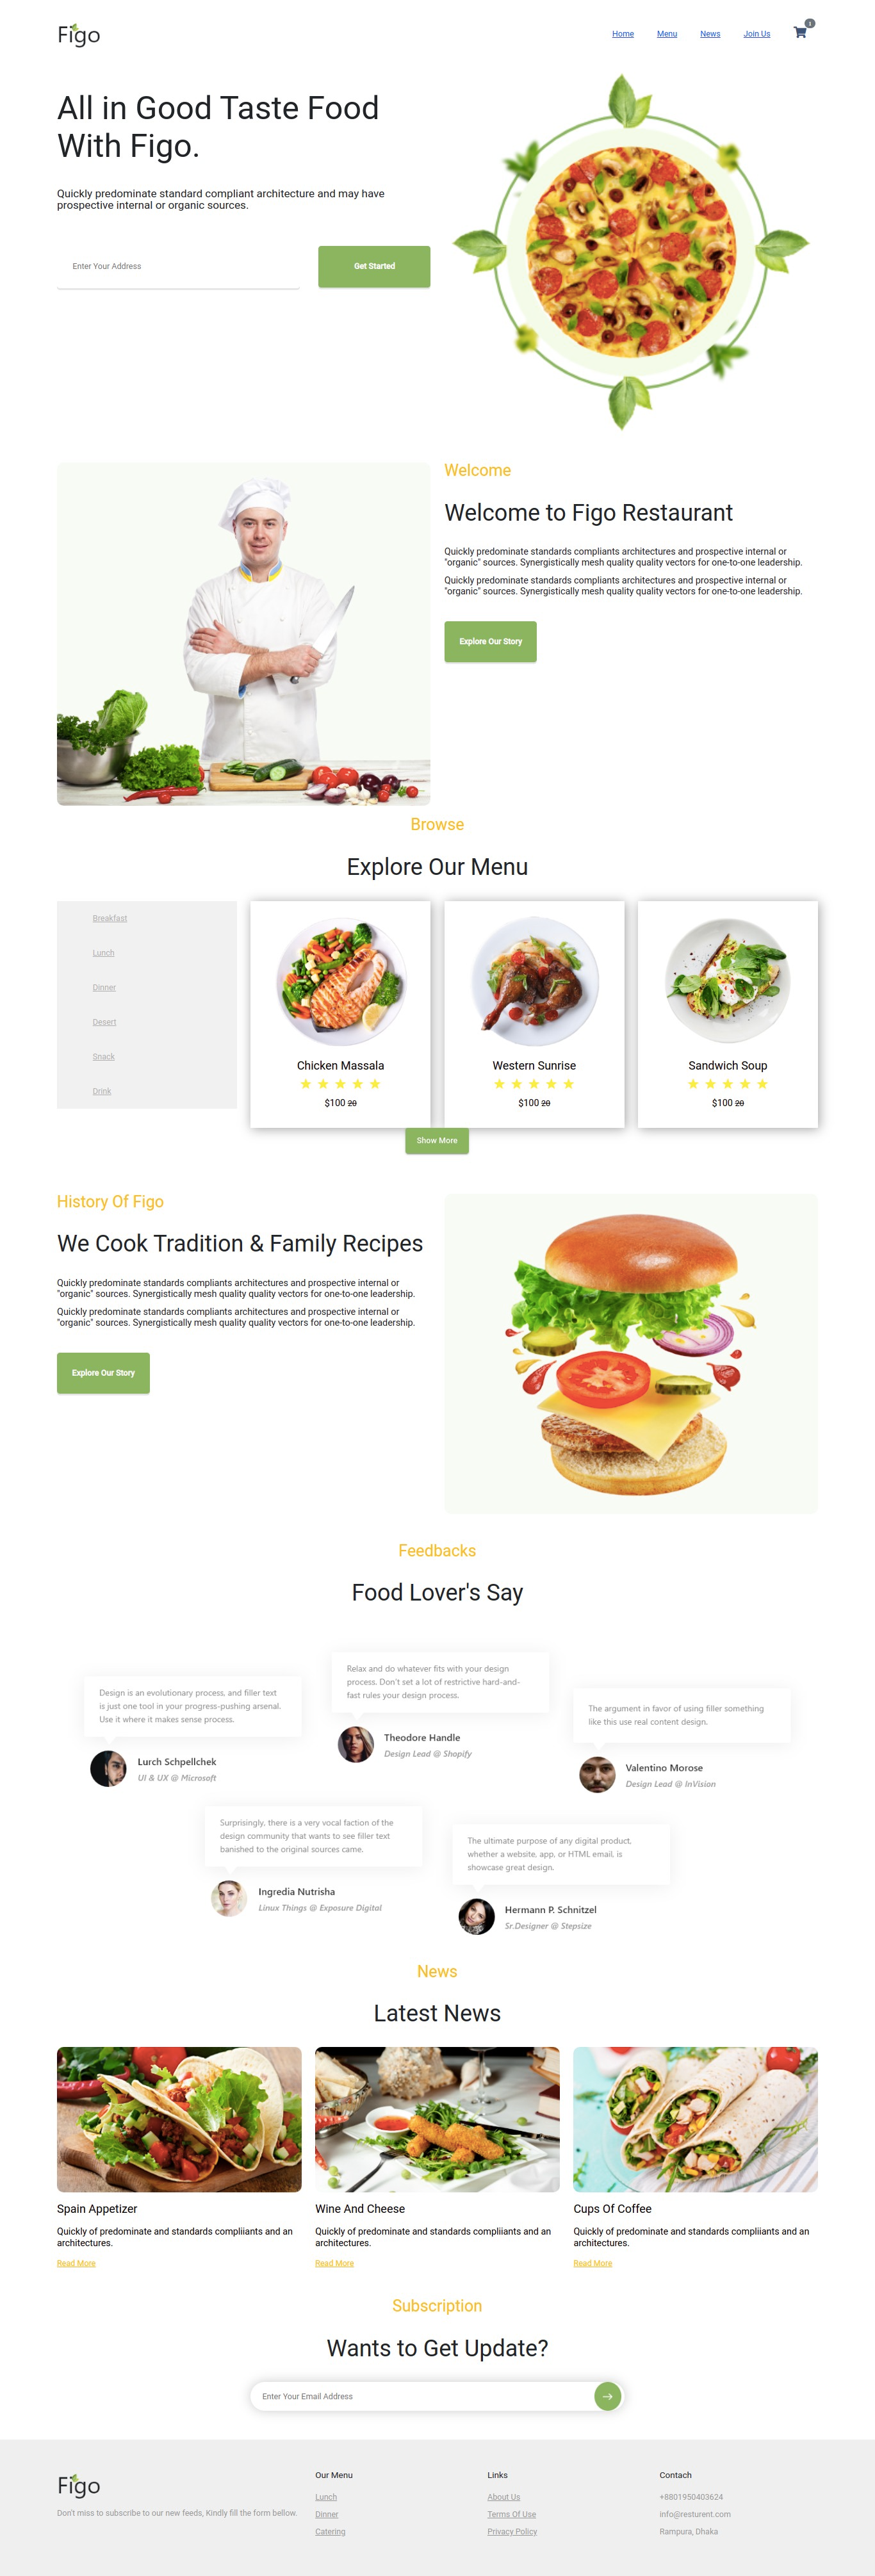 Figo
Home Menu News Join Us 1
All in Good Taste Food
With Figo.
Quickly predominate standard compliant architecture and may have
prospective internal or organic sources.
Enter Your Address
Get Started
Welcome
Welcome to Figo Restaurant
Quickly predominate standards compliants architectures and prospective internal or
"organic" sources. Synergistically mesh quality quality vectors for one-to-one leadership.
Quickly predominate standards compliants architectures and prospective internal or
"organic" sources. Synergistically mesh quality quality vectors for one-to-one leadership.
Explore Our Story
Browse
Explore Our Menu
Breakfast
Lunch
Dinner
Desert
Snack
Drink
Chicken Massala
$100 20
Western Sunrise
$100 20
Sandwich Soup
$100 20
Show More
History Of Figo
We Cook Tradition & Family Recipes
Quickly predominate standards compliants architectures and prospective internal or
"organic" sources. Synergistically mesh quality quality vectors for one-to-one leadership.
Quickly predominate standards compliants architectures and prospective internal or
"organic" sources. Synergistically mesh quality quality vectors for one-to-one leadership.
Explore Our Story
Feedbacks
Food Lover's Say
Design is an evolutionary process, and filler text
is just one tool in your progress-pushing arsenal.
Use it where it makes sense process.
Lurch Schpellchek
UI & UX @ Microsoft
Relax and do whatever fits with your design
process. Don't set a lot of restrictive hard-and-
fast rules your design process.
Theodore Handle
Design Lead @ Shopify
The argument in favor of using filler something
like this use real content design.
Valentino Morose
Design Lead @ InVision
Surprisingly, there is a very vocal faction of the
design community that wants to see filler text
banished to the original sources came.
Ingredia Nutrisha
Linux Things @ Exposure Digital
The ultimate purpose of any digital product,
whether a website, app, or HTML email, is
showcase great design.
Hermann P. Schnitzel
Sr.Designer @ Stepsize
News
Latest News
Spain Appetizer
Quickly of predominate and standards compliiants and an
architectures.
Read More
Wine And Cheese
Quickly of predominate and standards compliiants and an
architectures.
Read More
Cups Of Coffee
Quickly of predominate and standards compliiants and an
architectures.
Read More
Subscription
Wants to Get Update?
Enter Your Email Address
Figo
Don't miss to subscribe to our new feeds, Kindly fill the form bellow.
Our Menu
Lunch
Dinner
Catering
Links
About Us
Terms Of Use
Privacy Policy
Contach
+8801950403624
info@resturent.com
Rampura, Dhaka